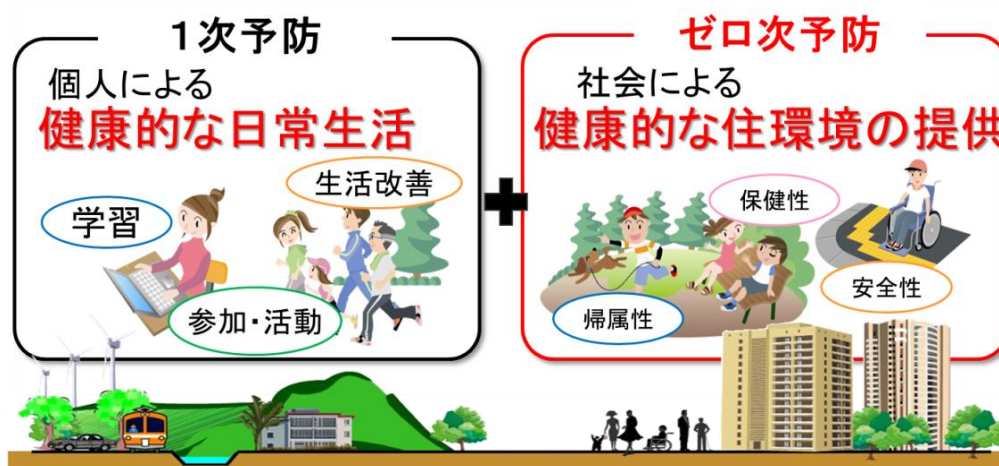 1次予防
個人による
健康的な日常生活
学習
生活改善
参加・活動
ゼロ次予防
社会による
健康的な住環境の提供
保健性
安全性
帰属性